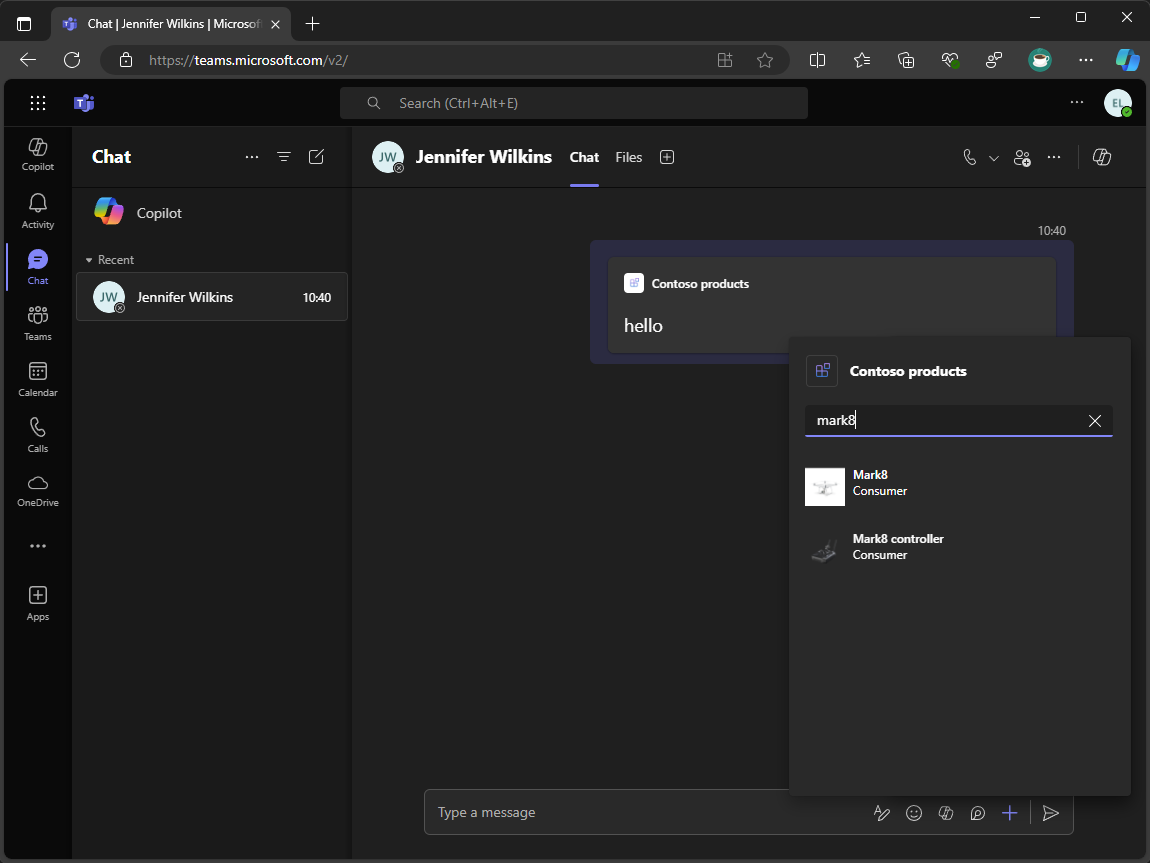 Chat | Jennifer Wilkins | Microsof
https://teams.microsoft.com/v2/
Search (Ctrl+Alt+E)
EL
Copilot
Activity
Chat
Teams
Calendar
Calls
OneDrive
Apps
Chat
Copilot
Recent
JW
Jennifer Wilkins
10:40
JW
Jennifer Wilkins
Chat
Files
10:40
Contoso products
hello
Contoso products
mark8
Mark8
Consumer
Mark8 controller
Consumer
Type a message